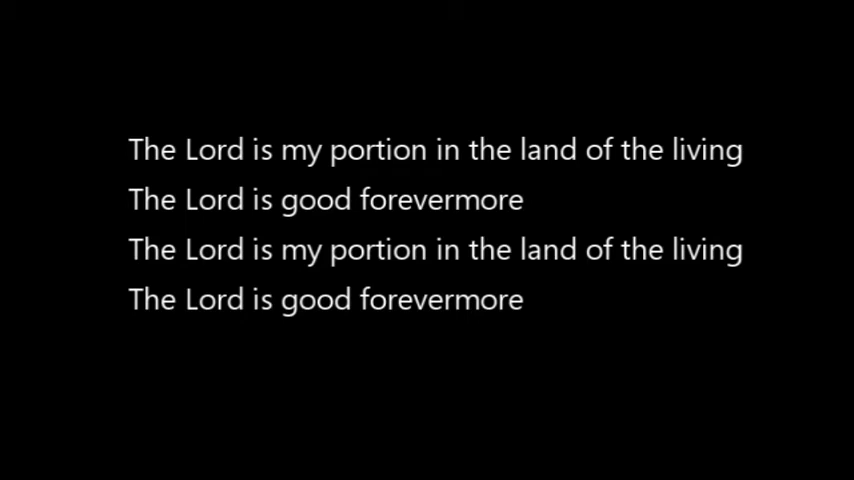 The Lord is my portion in the land of the living
The Lord is good forevermore
The Lord is my portion in the land of the living
The Lord is good forevermore